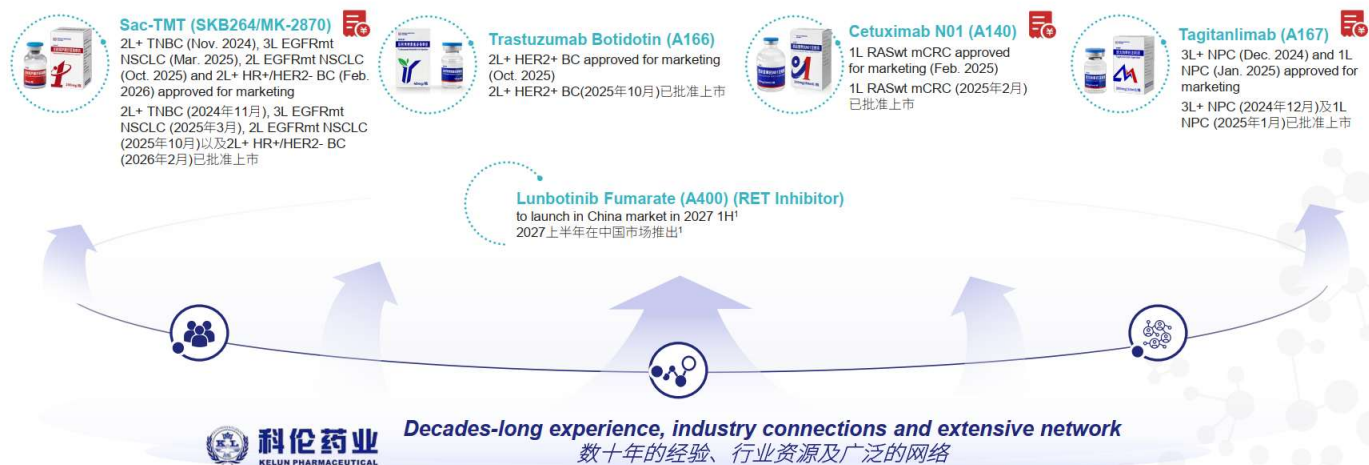 Sac-TMT (SKB264/MK-2870)
2L+ TNBC (Nov. 2024), 3L EGFRmt
NSCLC (Mar. 2025), 2L EGFRmt NSCLC
(Oct. 2025) and 2L+ HR+/HER2- BC (Feb.
2026) approved for marketing
2L+ TNBC (2024年11月), 3L EGFRmt
NSCLC (2025年3月), 2L EGFRmt NSCLC
(2025年10月)以及2L+ HR+/HER2- BC
(2026年2月)已批准上市
Trastuzumab Botidotin (A166)
2L+ HER2+ BC approved for marketing
(Oct. 2025)
2L+ HER2+ BC(2025年10月)已批准上市
Cetuximab N01 (A140)
1L RASwt mCRC approved
for marketing (Feb. 2025)
1L RASwt mCRC (2025年2月)
已批准上市
Tagitanlimab (A167)
3L+ NPC (Dec. 2024) and 1L
NPC (Jan. 2025) approved for
marketing
3L+ NPC (2024年12月)及1L
NPC (2025年1月)已批准上市
Lunbotinib Fumarate (A400) (RET Inhibitor)
to launch in China market in 2027 1H¹
2027上半年在中国市场推出¹
科伦药业
KELUN PHARMACEUTICAL
Decades-long experience, industry connections and extensive network
数十年的经验、行业资源及广泛的网络